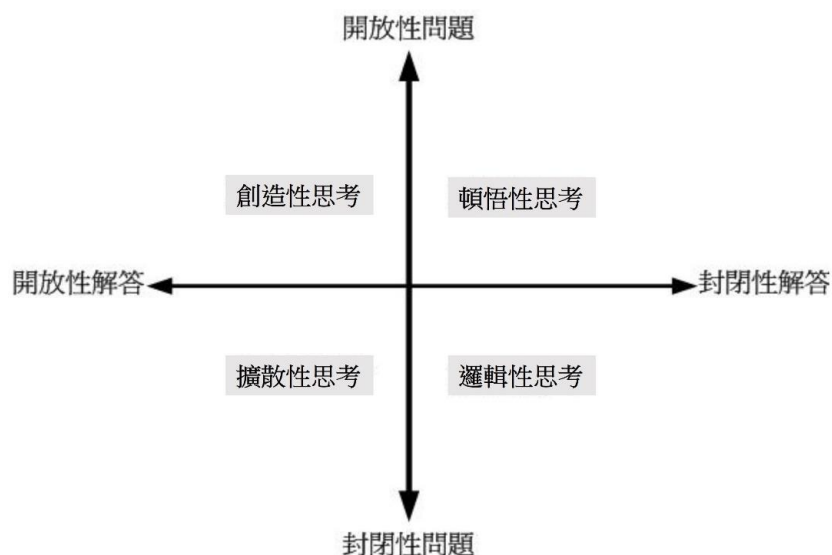 開放性問題
創造性思考
頓悟性思考
開放性解答
封閉性解答
擴散性思考
邏輯性思考
封閉性問題